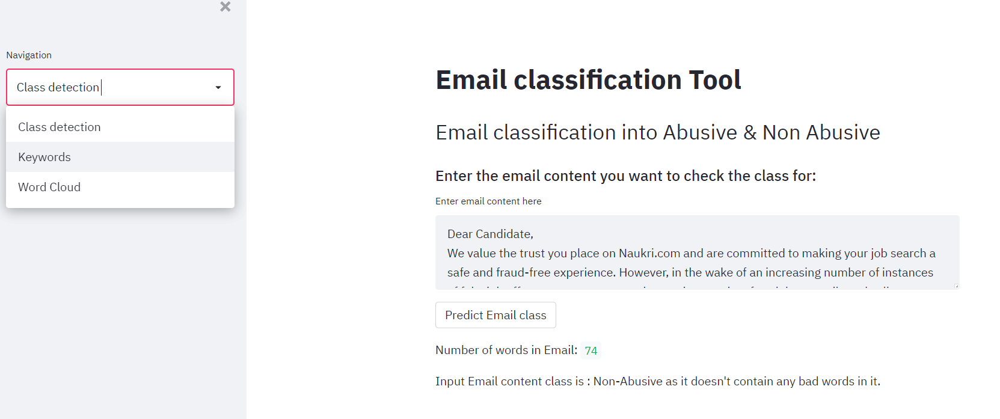 Navigation
Class detection
Class detection
Keywords
Word Cloud
Email classification Tool
Email classification into Abusive & Non Abusive
Enter the email content you want to check the class for:
Enter email content here
Dear Candidate,
We value the trust you place on Naukri.com and are committed to making your job search a
safe and fraud-free experience. However, in the wake of an increasing number of instances
Predict Email class
Number of words in Email: 74
Input Email content class is : Non-Abusive as it doesn't contain any bad words in it.